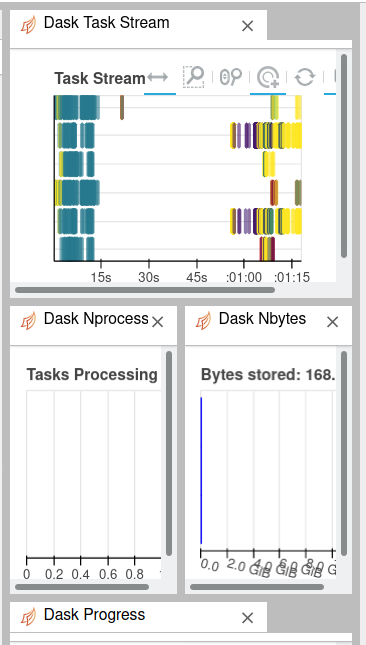 Dask Task Stream
Task Stream
15s 30s 45s :01:00 :01:15
Dask Nprocess
Dask Nbytes
Tasks Processing
Bytes stored: 168.
0 0.2 0.4 0.6 0.8
0.0 2.0 GiB 4.0 GiB 6.0 GiB 8.0 G
Dask Progress